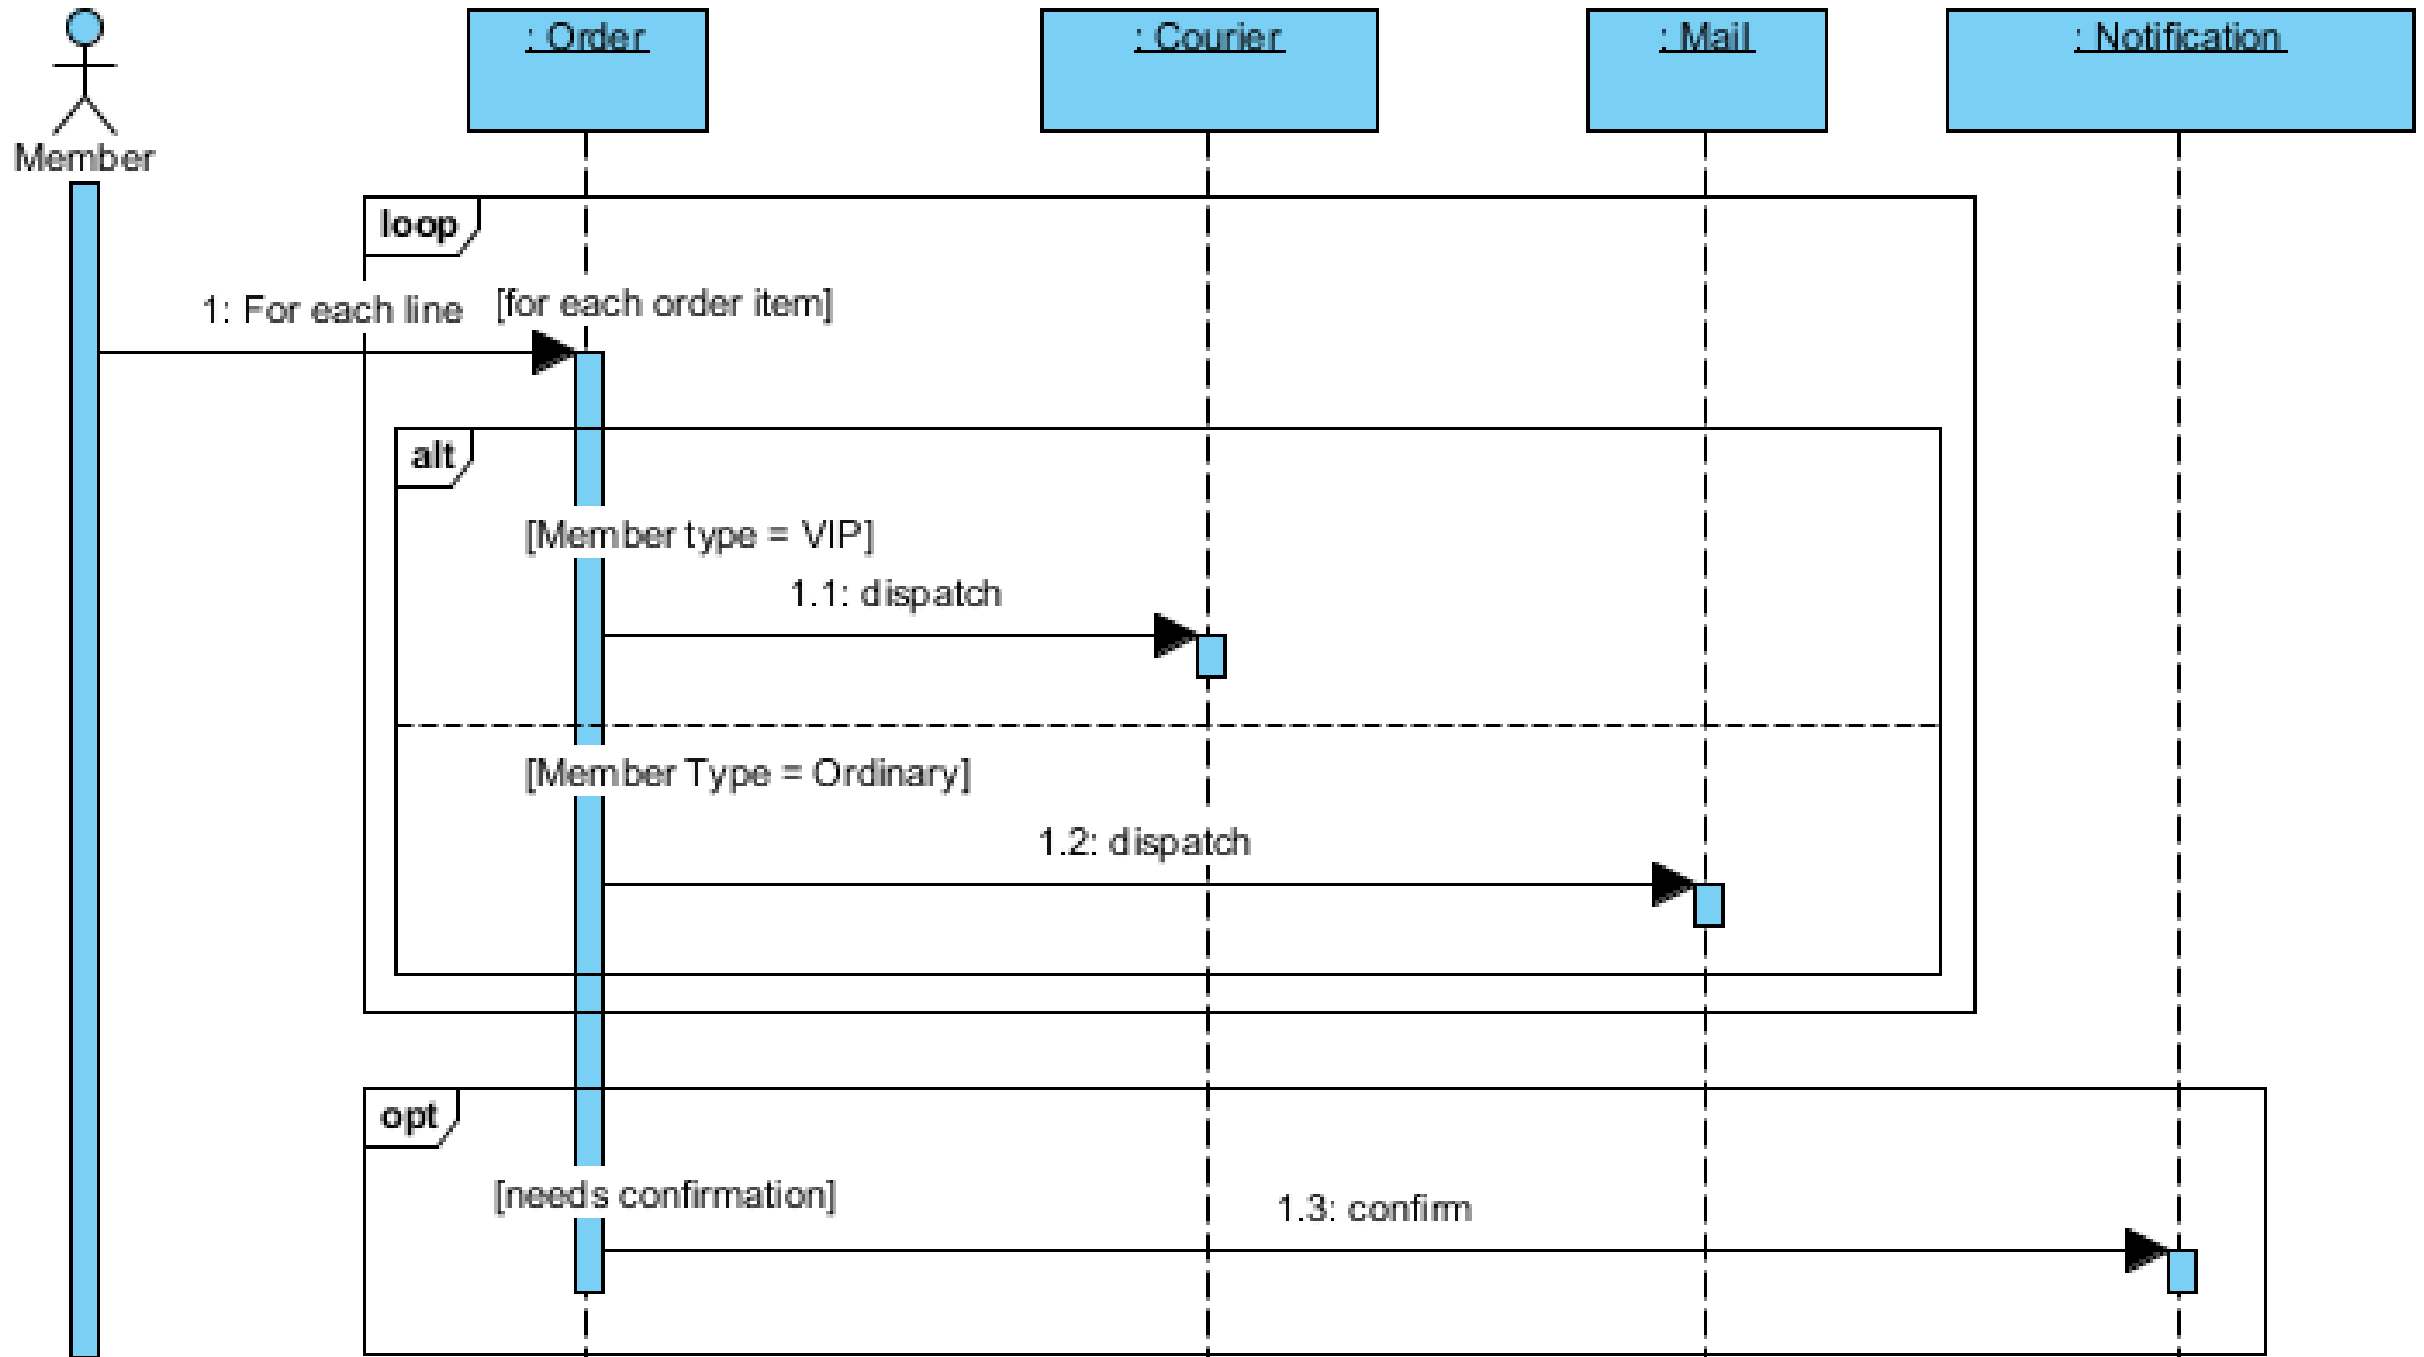 : Order
: Courier
: Mail
: Notification
Member
loop
1: For each line
[for each order item]
alt
[Member type = VIP]
1.1: dispatch
[Member Type = Ordinary]
1.2: dispatch
opt
[needs confirmation]
1.3: confirm